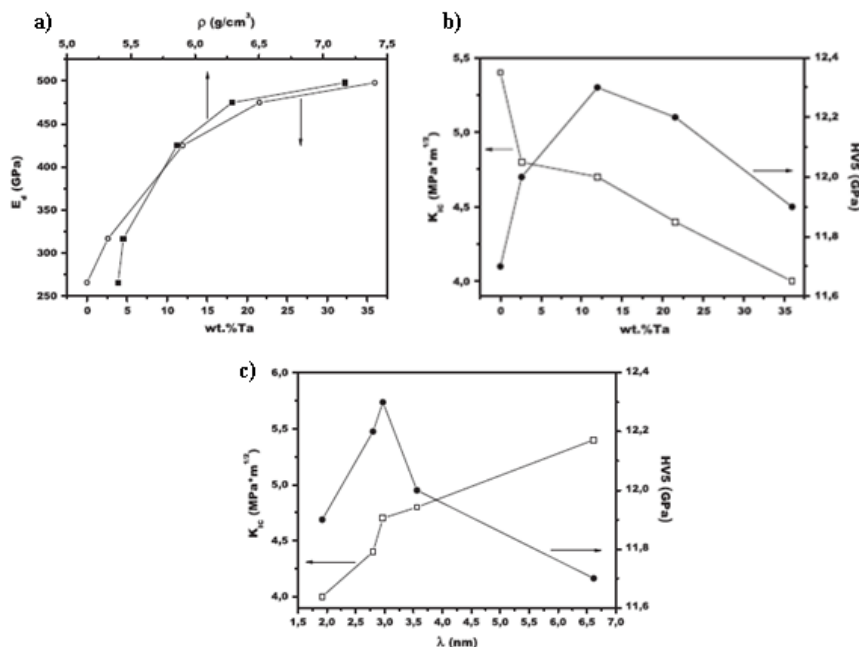 a)
ρ (g/cm³)
5,0 5,5 6,0 6,5 7,0 7,5
500
450
400
350
300
250
E_d (GPa)
0 5 10 15 20 25 30 35
wt.%Ta
b)
5,5
5,0
4,5
4,0
K_IC (MPa*m^1/2)
12,4
12,2
12,0
11,8
11,6
HV5 (GPa)
0 5 10 15 20 25 30 35
wt.%Ta
c)
6,0
5,5
5,0
4,5
4,0
K_IC (MPa*m^1/2)
12,4
12,2
12,0
11,8
11,6
HV5 (GPa)
1,5 2,0 2,5 3,0 3,5 4,0 4,5 5,0 5,5 6,0 6,5 7,0
λ (nm)